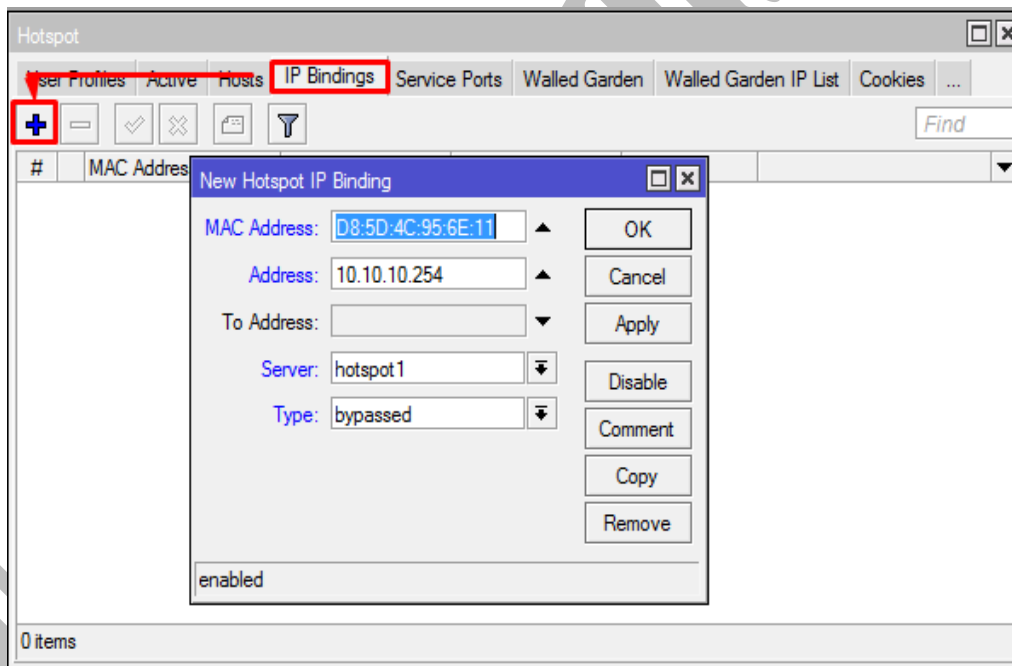 Hotspot
User Profiles Active Hosts IP Bindings Service Ports Walled Garden Walled Garden IP List Cookies ...
Find
# MAC Addres
New Hotspot IP Binding
MAC Address: D8:5D:4C:95:6E:11
OK
Address: 10.10.10.254
Cancel
To Address:
Apply
Server: hotspot1
Disable
Type: bypassed
Comment
Copy
Remove
enabled
0 items